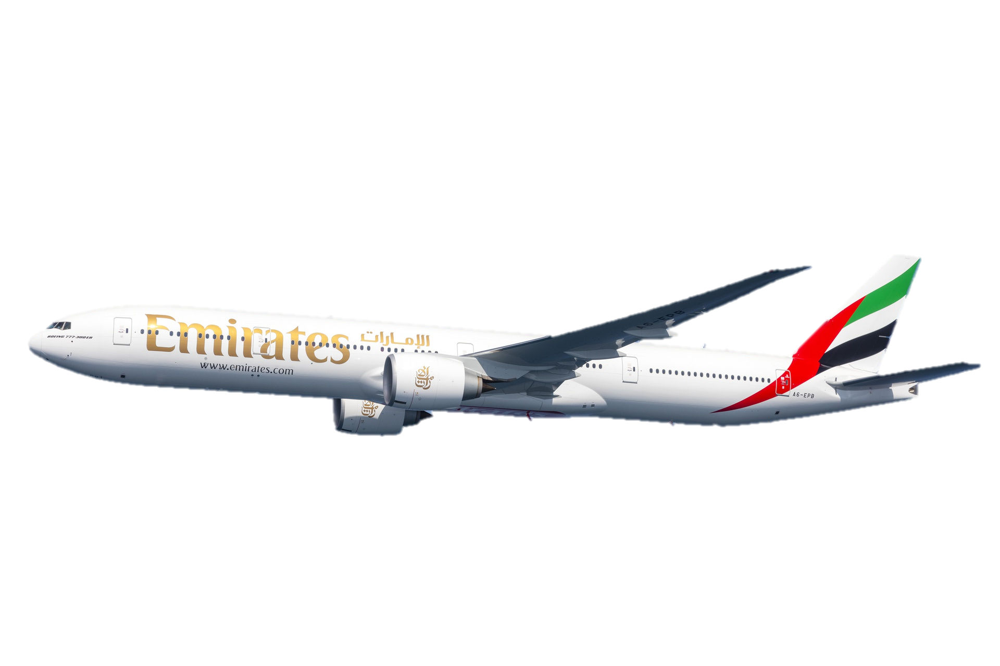 Emirates الإمارات
BOEING 777-300ER
www.emirates.com
A6-EPB
A6-EPB